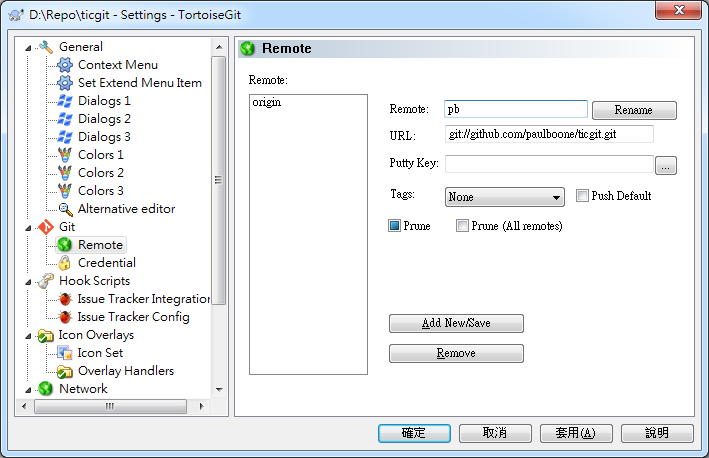 D:\Repo\ticgit - Settings - TortoiseGit
General
Context Menu
Set Extend Menu Item
Dialogs 1
Dialogs 2
Dialogs 3
Colors 1
Colors 2
Colors 3
Alternative editor
Git
Remote
Credential
Hook Scripts
Issue Tracker Integration
Issue Tracker Config
Icon Overlays
Icon Set
Overlay Handlers
Network
Remote
Remote:
origin
Remote: pb Rename
URL: git://github.com/paulboone/ticgit.git
Putty Key: ...
Tags: None Push Default
Prune Prune (All remotes)
Add New/Save
Remove
確定 取消 套用(A) 說明